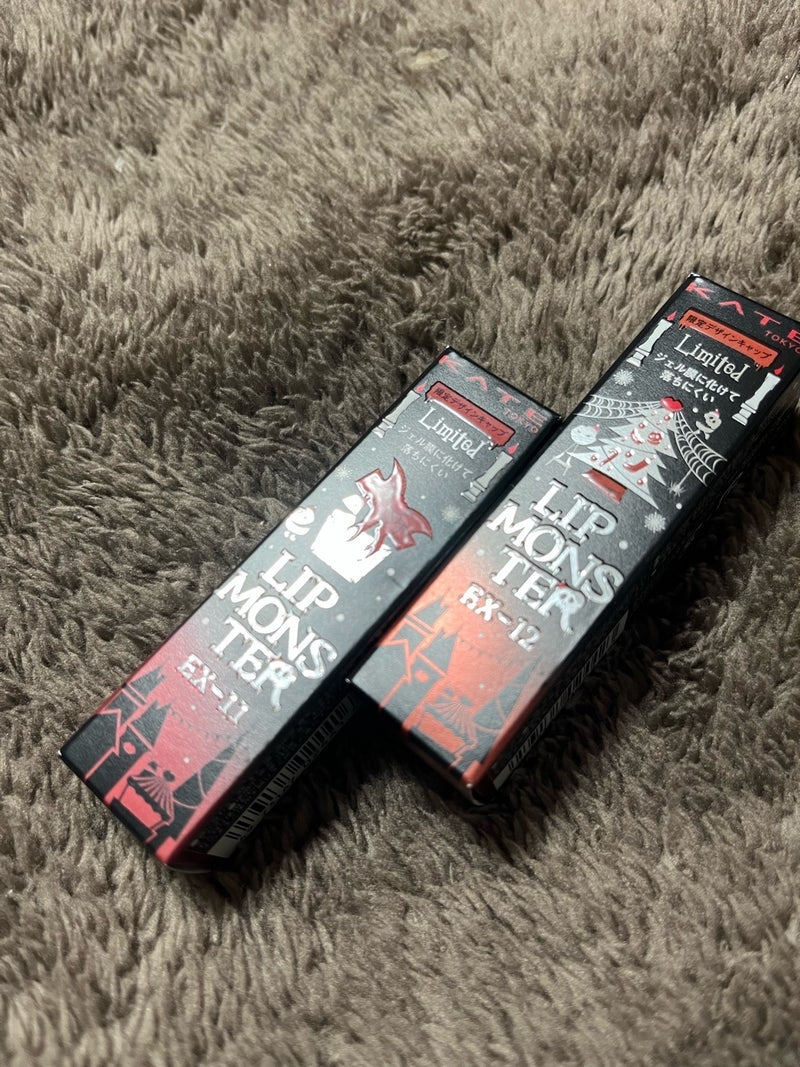 KATE
TOKYO
限定デザインキャップ
Limited
ジェル膜に化けて
落ちにくい
LIP
MONS
TER
EX-11
KATE
TOKYO
限定デザインキャップ
Limited
ジェル膜に化けて
落ちにくい
LIP
MONS
TER
EX-12